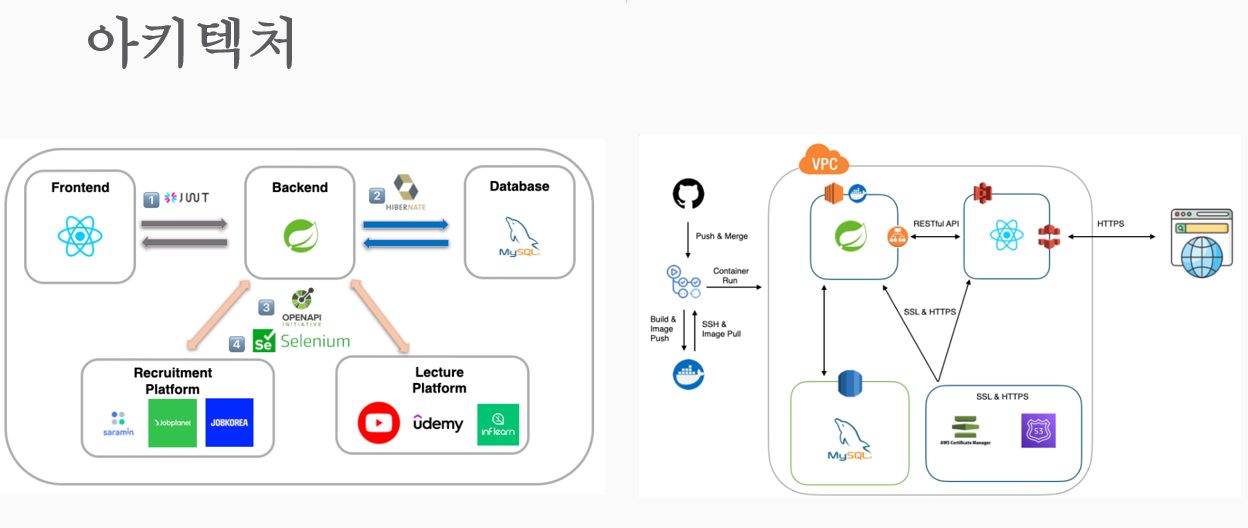 아키텍처
Frontend
1
JWT
Backend
2
HIBERNATE
Database
MySQL
3
OPENAPI
INITIATIVE
4
Se Selenium
Recruitment
Platform
saramin
Jobplanet
JOBKOREA
Lecture
Platform
ûdemy
inflearn
VPC
Push & Merge
Container
Run
Build &
Image
Push
SSH &
Image Pull
RESTful API
HTTPS
SSL & HTTPS
MySQL
SSL & HTTPS
AWS Certificate Manager
53